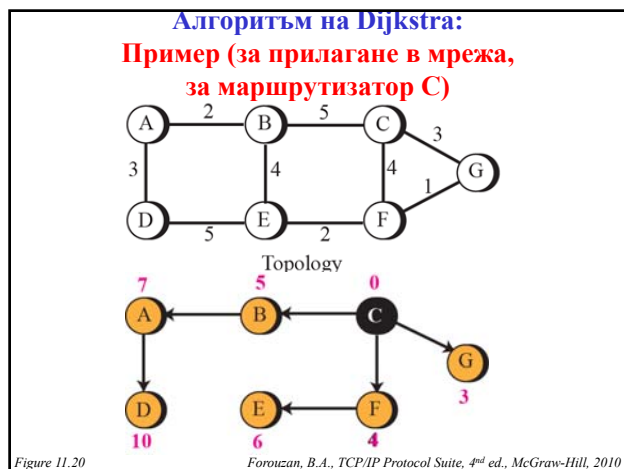 Алгоритъм на Dijkstra:
Пример (за прилагане в мрежа,
за маршрутизатор C)
A 2 B 5 C
3
3 4 4 G
1
D 5 E 2 F
Topology
7 5 0
A B C
G
3
D E F
10 6 4
Figure 11.20 Forouzan, B.A., TCP/IP Protocol Suite, 4nd ed., McGraw-Hill, 2010